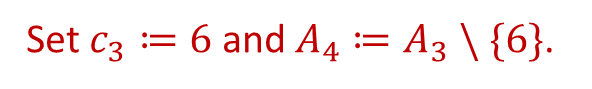 Set c₃ ≔ 6 and A₄ ≔ A₃ \ {6}.